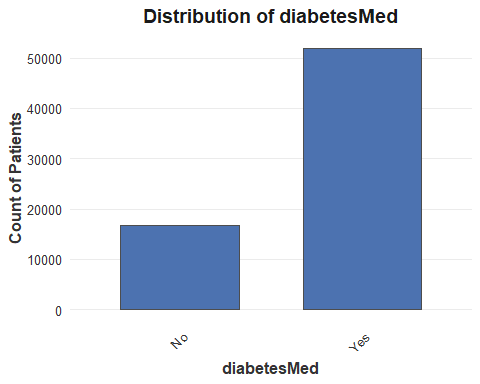 Distribution of diabetesMed
Count of Patients
50000
40000
30000
20000
10000
0
No
Yes
diabetesMed